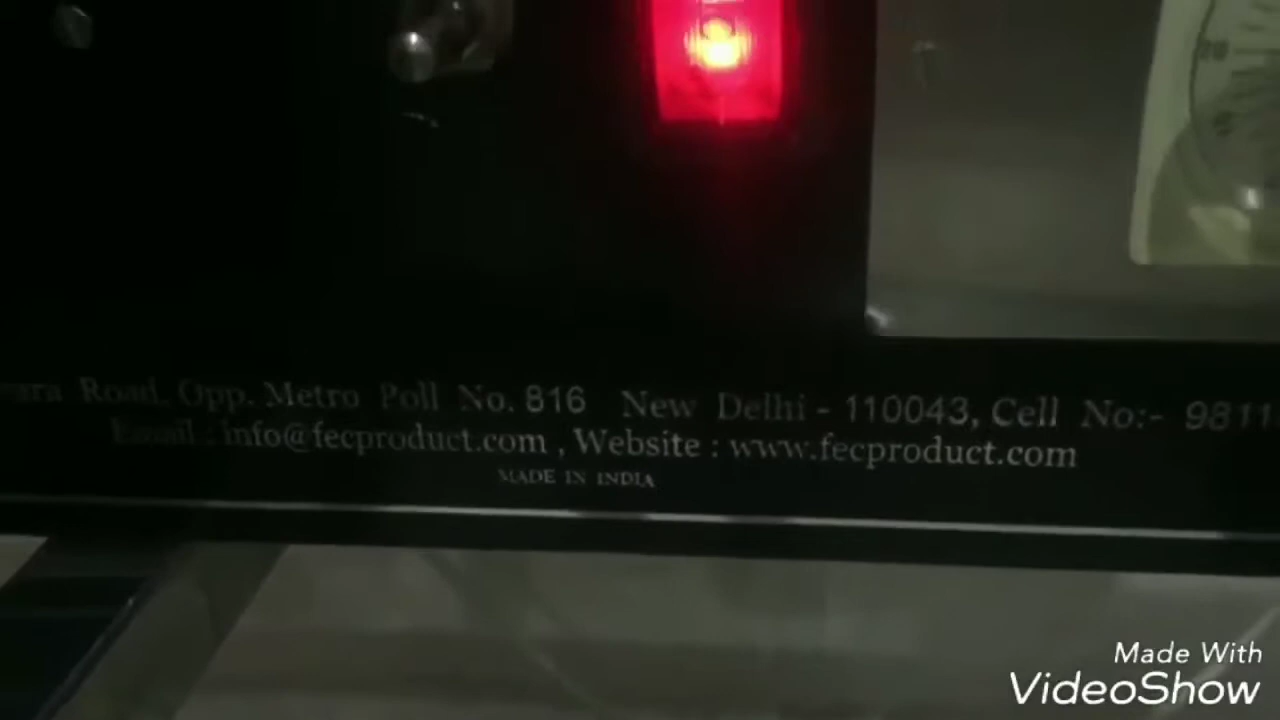 Road, Opp. Metro Poll No. 816 New Delhi - 110043, Cell No:- 9811
Email : info@fecproduct.com , Website : www.fecproduct.com
MADE IN INDIA
Made With
VideoShow